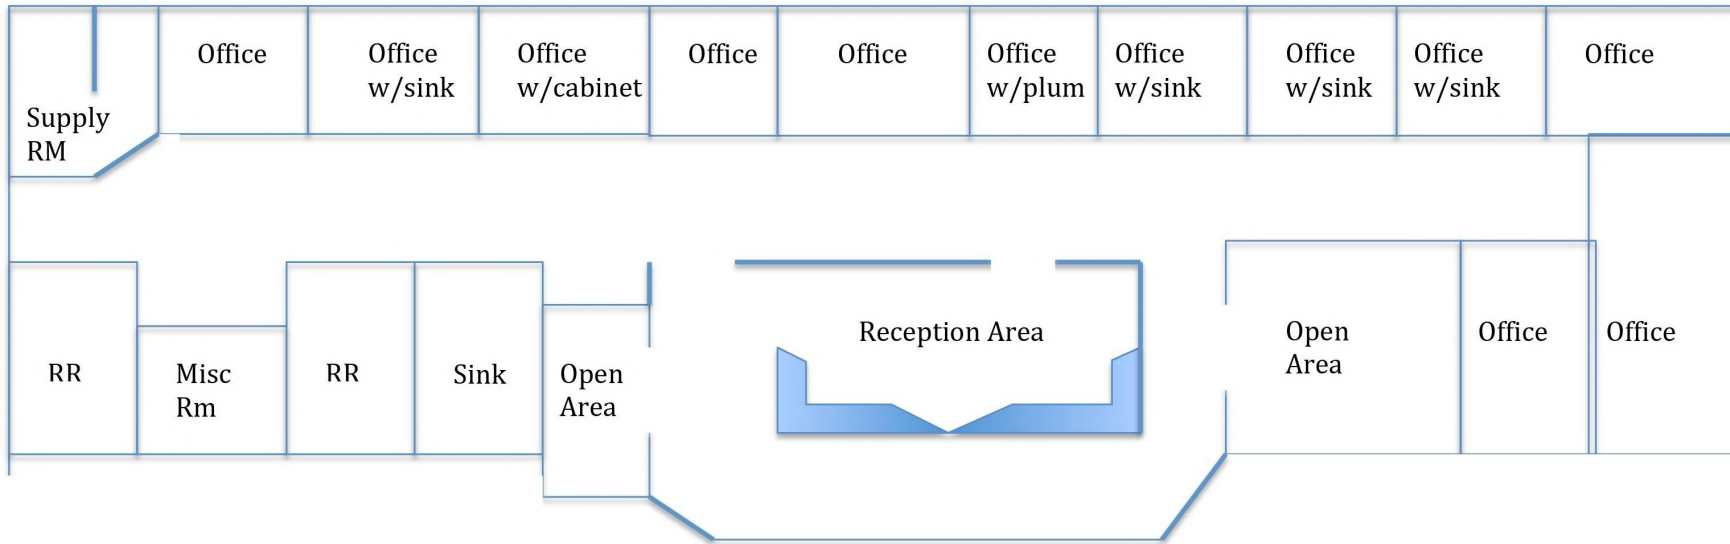 Office
Office
w/sink
Office
w/cabinet
Office
Office
Office
w/plum
Office
w/sink
Office
w/sink
Office
w/sink
Office
Supply
RM
RR
Misc
Rm
RR
Sink
Open
Area
Reception Area
Open
Area
Office
Office